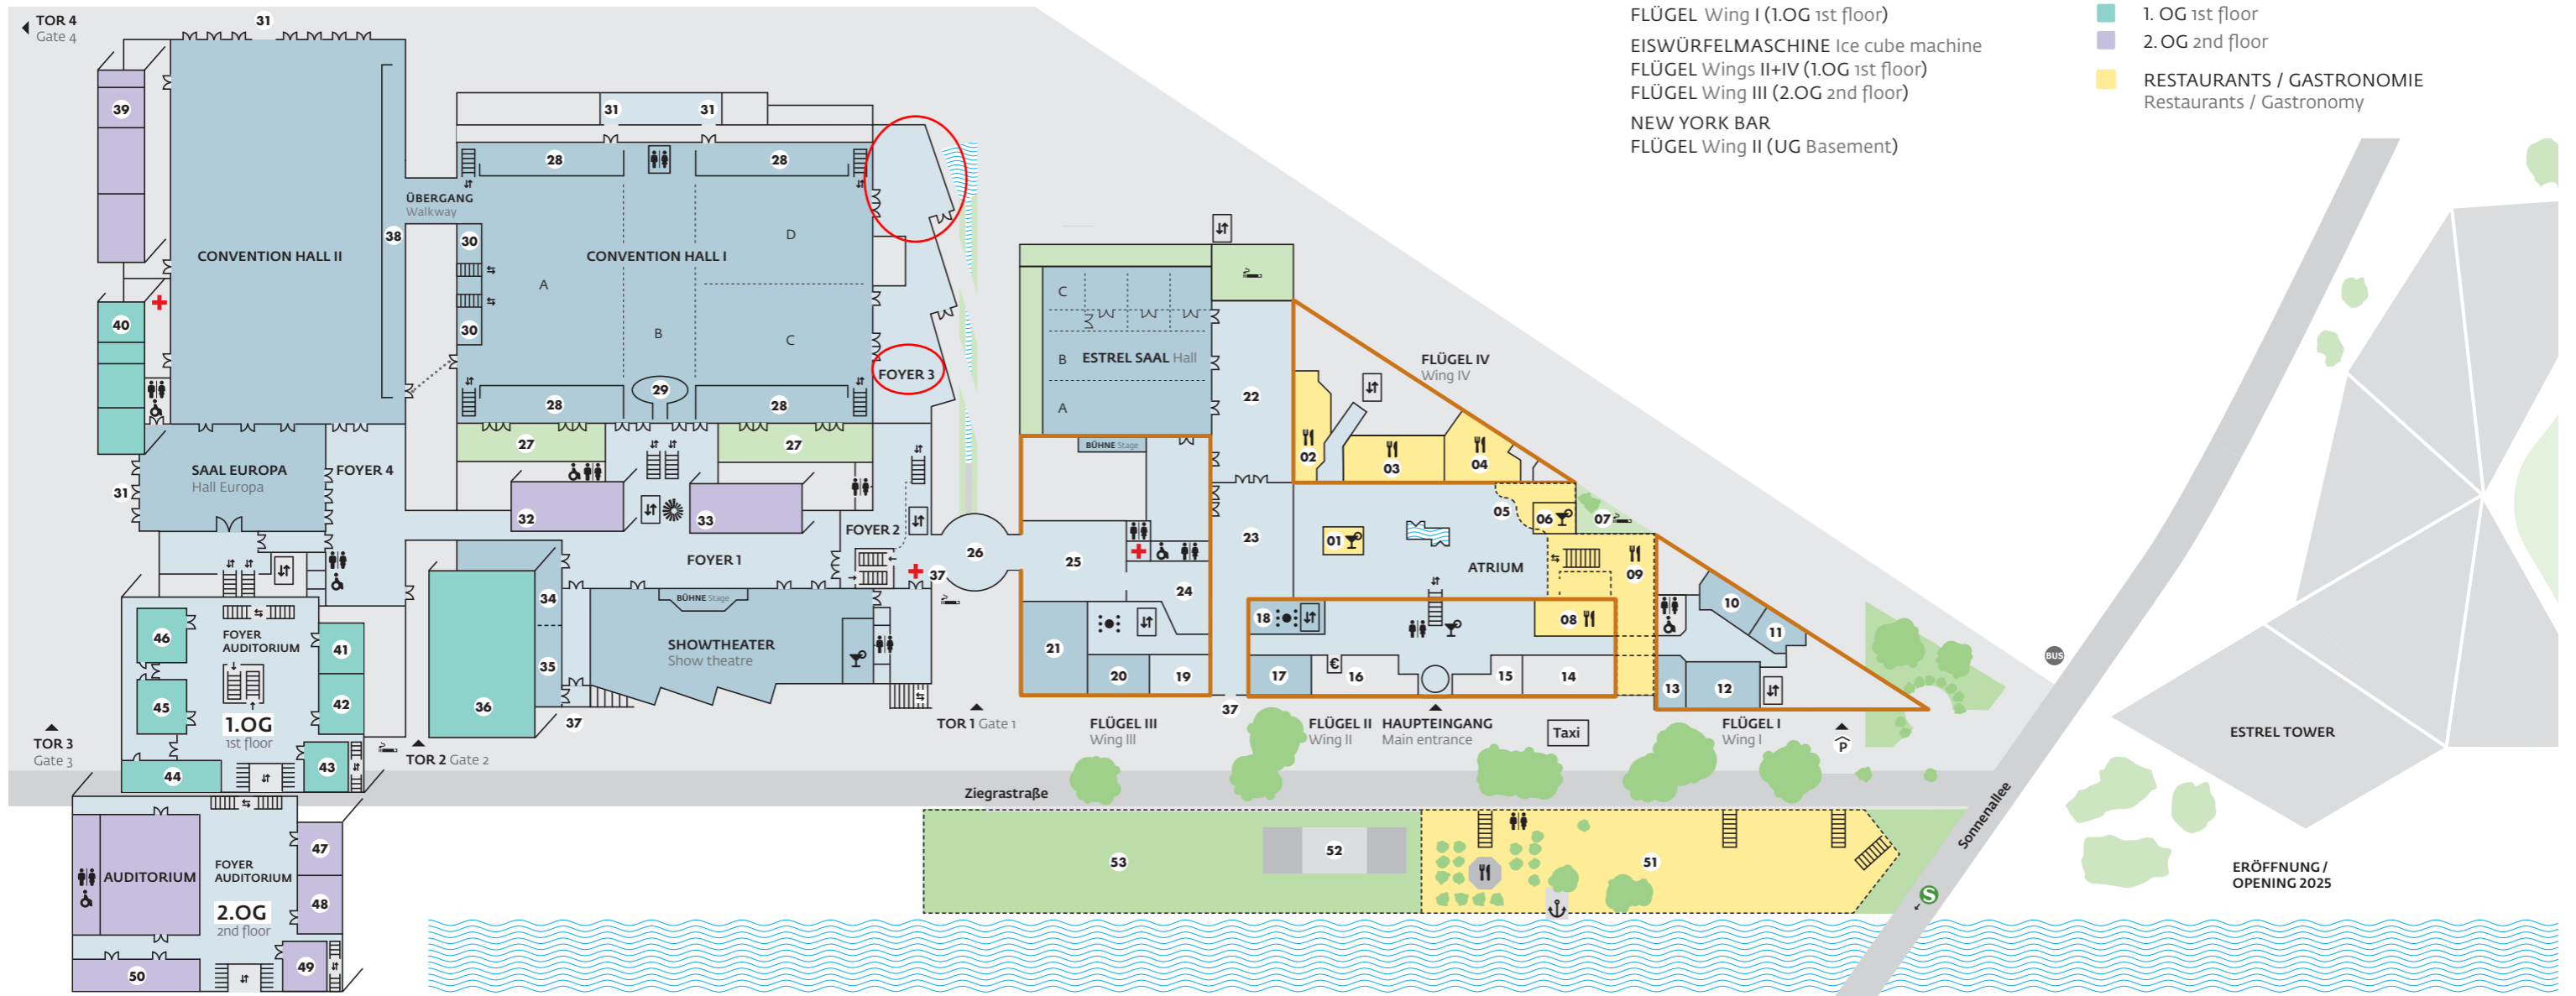 TOR 4
Gate 4
31
FLÜGEL Wing I (1.OG 1st floor)
EISWÜRFELMASCHINE Ice cube machine
FLÜGEL Wings II+IV (1.OG 1st floor)
FLÜGEL Wing III (2.OG 2nd floor)
NEW YORK BAR
FLÜGEL Wing II (UG Basement)
1. OG 1st floor
2. OG 2nd floor
RESTAURANTS / GASTRONOMIE
Restaurants / Gastronomy
39
31
31
28
28
ÜBERGANG
Walkway
38
30
CONVENTION HALL II
CONVENTION HALL I
D
A
40
30
B
C
FOYER 3
29
28
28
27
27
C
B
ESTREL SAAL Hall
A
BÜHNE Stage
22
FLÜGEL IV
Wing IV
02
03
04
SAAL EUROPA
Hall Europa
FOYER 4
31
32
33
FOYER 2
FOYER 1
26
25
37
24
23
01
05
06
07
ATRIUM
09
10
11
34
BÜHNE Stage
35
SHOWTHEATER
Show theatre
36
37
46
FOYER
AUDITORIUM
41
45
42
1.OG
1st floor
44
43
21
20
19
18
17
€
16
15
14
08
13
12
37
TOR 3
Gate 3
TOR 2 Gate 2
TOR 1 Gate 1
FLÜGEL III
Wing III
FLÜGEL II
Wing II
HAUPTEINGANG
Main entrance
Taxi
FLÜGEL I
Wing I
P
BUS
ESTREL TOWER
Ziegrastraße
Sonnenallee
AUDITORIUM
FOYER
AUDITORIUM
47
48
2.OG
2nd floor
49
50
53
52
51
S
ERÖFFNUNG /
OPENING 2025